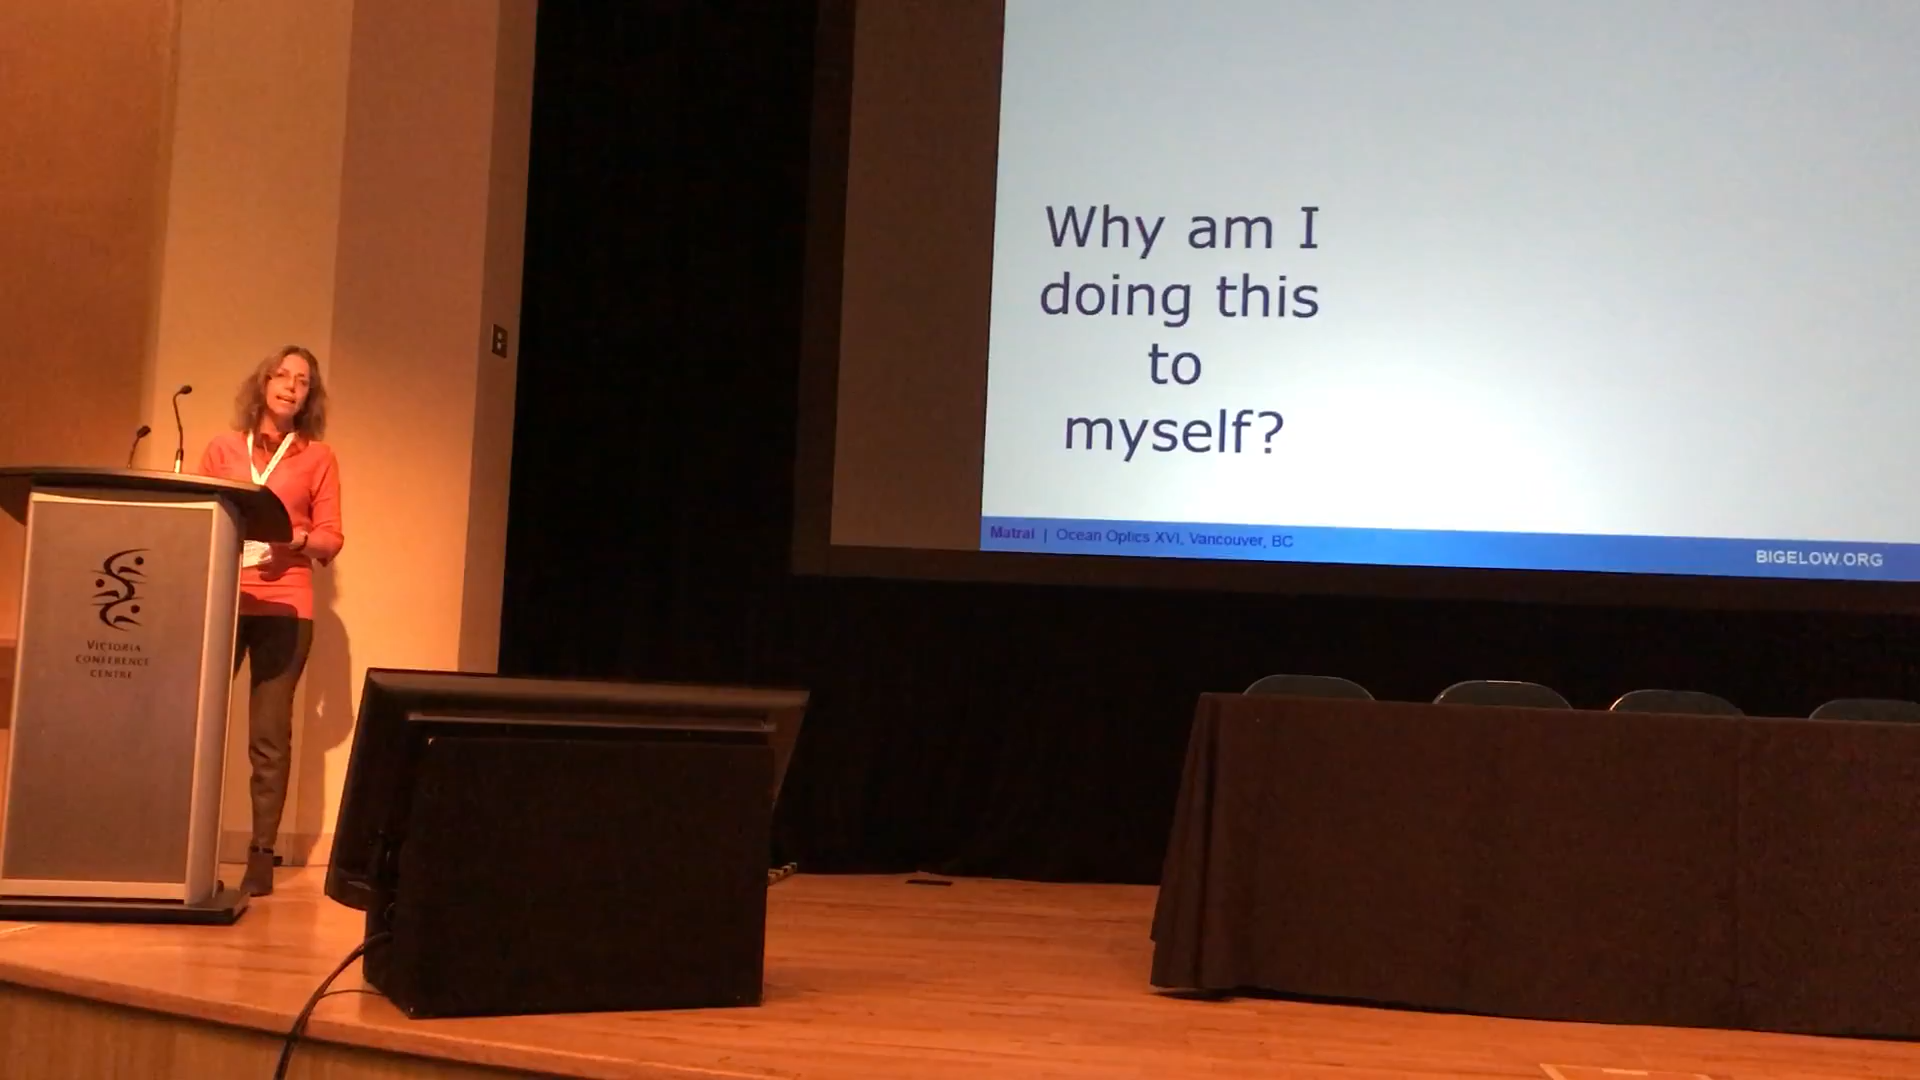 Why am I
doing this
to
myself?
Matrai | Ocean Optics XVI, Vancouver, BC
BIGELOW.ORG
VICTORIA
CONFERENCE
CENTRE